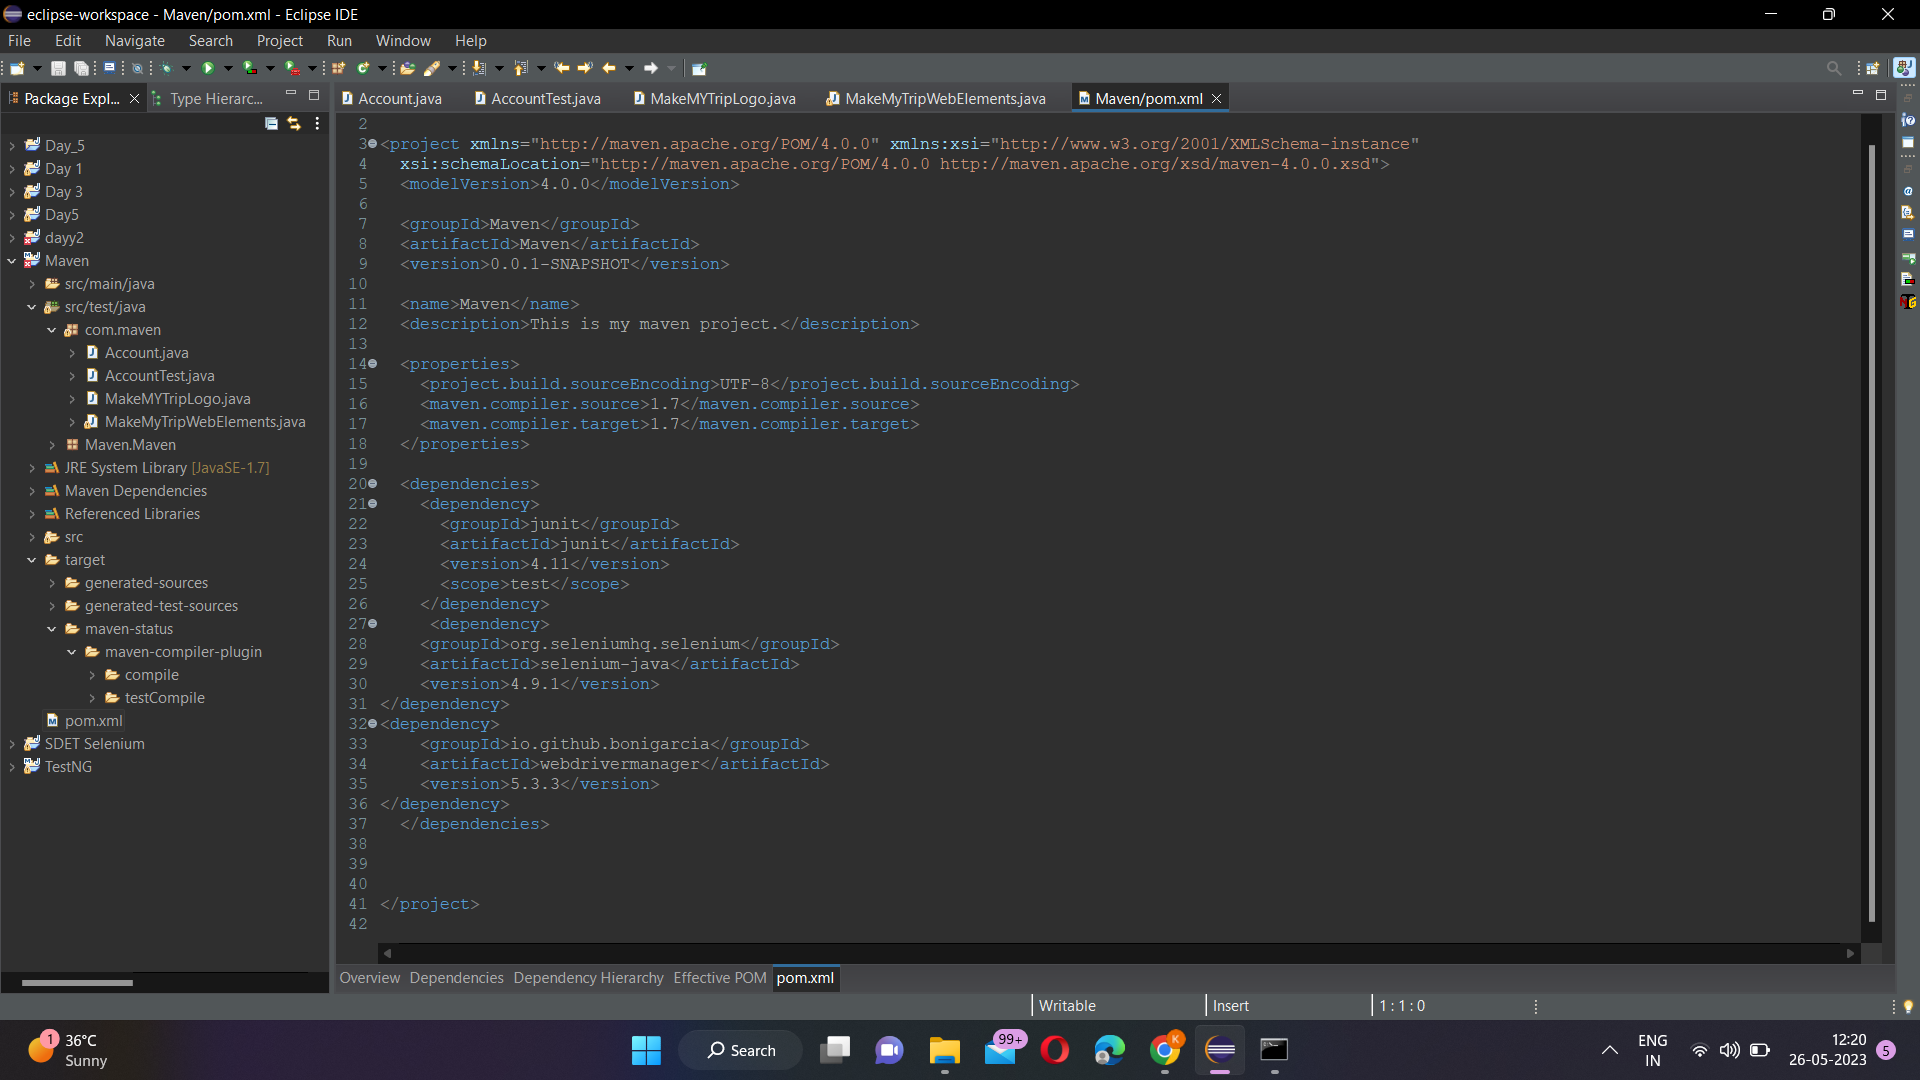 eclipse-workspace - Maven/pom.xml - Eclipse IDE
File Edit Navigate Search Project Run Window Help
Package Expl... Type Hierarc...
Day_5
Day 1
Day 3
Day5
dayy2
Maven
src/main/java
src/test/java
com.maven
Account.java
AccountTest.java
MakeMYTripLogo.java
MakeMyTripWebElements.java
Maven.Maven
JRE System Library [JavaSE-1.7]
Maven Dependencies
Referenced Libraries
src
target
generated-sources
generated-test-sources
maven-status
maven-compiler-plugin
compile
testCompile
pom.xml
SDET Selenium
TestNG
Account.java AccountTest.java MakeMYTripLogo.java MakeMyTripWebElements.java Maven/pom.xml
2
3 <project xmlns="http://maven.apache.org/POM/4.0.0" xmlns:xsi="http://www.w3.org/2001/XMLSchema-instance"
4 xsi:schemaLocation="http://maven.apache.org/POM/4.0.0 http://maven.apache.org/xsd/maven-4.0.0.xsd">
5 <modelVersion>4.0.0</modelVersion>
6
7 <groupId>Maven</groupId>
8 <artifactId>Maven</artifactId>
9 <version>0.0.1-SNAPSHOT</version>
10
11 <name>Maven</name>
12 <description>This is my maven project.</description>
13
14 <properties>
15 <project.build.sourceEncoding>UTF-8</project.build.sourceEncoding>
16 <maven.compiler.source>1.7</maven.compiler.source>
17 <maven.compiler.target>1.7</maven.compiler.target>
18 </properties>
19
20 <dependencies>
21 <dependency>
22 <groupId>junit</groupId>
23 <artifactId>junit</artifactId>
24 <version>4.11</version>
25 <scope>test</scope>
26 </dependency>
27 <dependency>
28 <groupId>org.seleniumhq.selenium</groupId>
29 <artifactId>selenium-java</artifactId>
30 <version>4.9.1</version>
31 </dependency>
32 <dependency>
33 <groupId>io.github.bonigarcia</groupId>
34 <artifactId>webdrivermanager</artifactId>
35 <version>5.3.3</version>
36 </dependency>
37 </dependencies>
38
39
40
41 </project>
42
Overview Dependencies Dependency Hierarchy Effective POM pom.xml
Writable Insert 1 : 1 : 0
1
36°C
Sunny
Search
99+
K
ENG
IN
12:20
26-05-2023
5